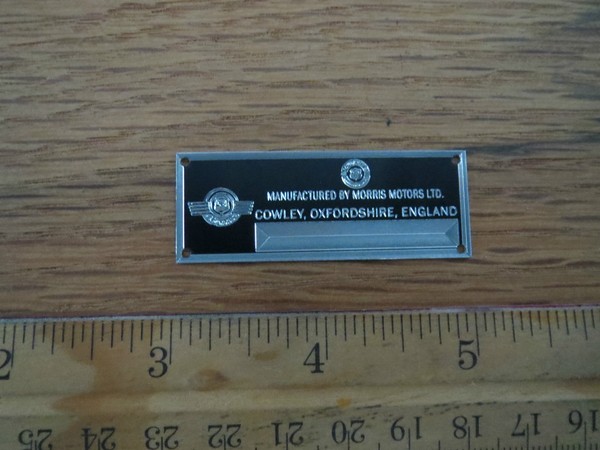 MANUFACTURED BY MORRIS MOTORS LTD.
COWLEY, OXFORDSHIRE, ENGLAND
2 3 4 5
25 24 23 22 21 20 19 18 17 16